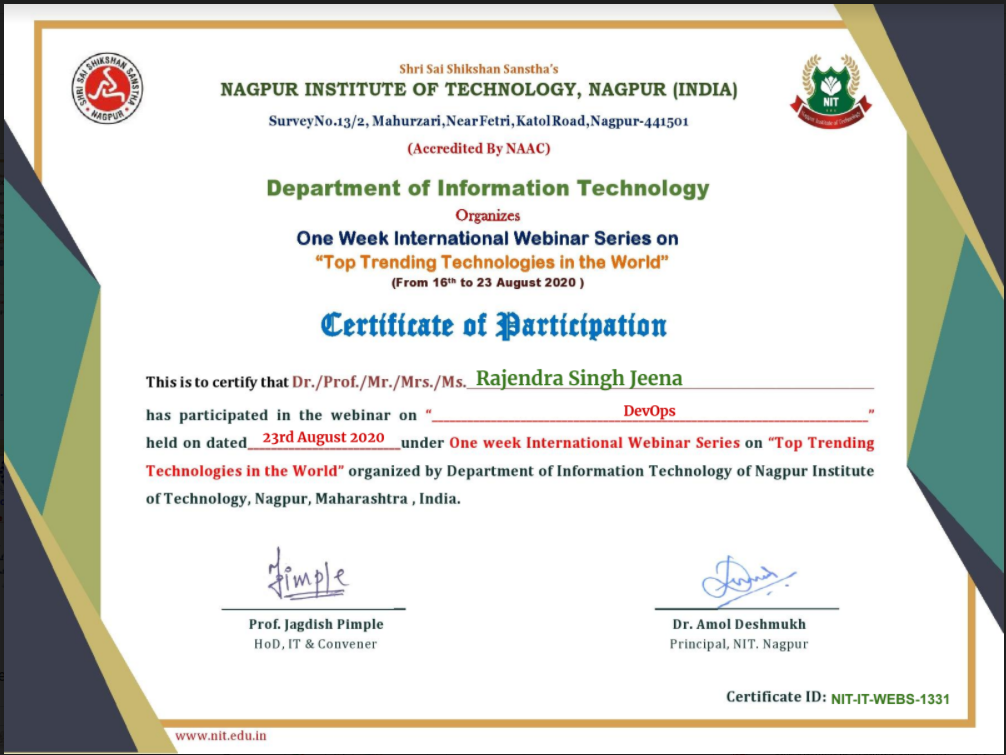 SHRI SAI SHIKSHAN SANSTHA
* NAGPUR *
Shri Sai Shikshan Sanstha's
NAGPUR INSTITUTE OF TECHNOLOGY, NAGPUR (INDIA)
SurveyNo.13/2, Mahurzari,Near Fetri, Katol Road, Nagpur-441501
(Accredited By NAAC)
NIT
Nagpur Institute of Technology
Department of Information Technology
Organizes
One Week International Webinar Series on
“Top Trending Technologies in the World”
(From 16th to 23 August 2020 )
Certificate of Participation
This is to certify that Dr./Prof./Mr./Mrs./Ms. Rajendra Singh Jeena
has participated in the webinar on “ DevOps ”
held on dated 23rd August 2020 under One week International Webinar Series on “Top Trending
Technologies in the World” organized by Department of Information Technology of Nagpur Institute
of Technology, Nagpur, Maharashtra , India.
Pimple
Prof. Jagdish Pimple
HoD, IT & Convener
Dr. Amol Deshmukh
Principal, NIT. Nagpur
Certificate ID: NIT-IT-WEBS-1331
www.nit.edu.in